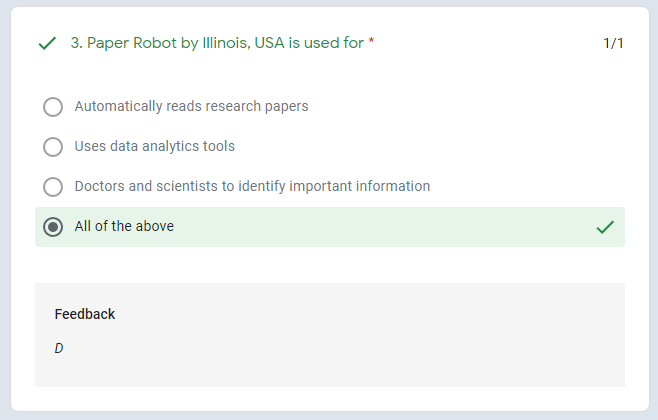 3. Paper Robot by Illinois, USA is used for *
1/1
Automatically reads research papers
Uses data analytics tools
Doctors and scientists to identify important information
All of the above
Feedback
D